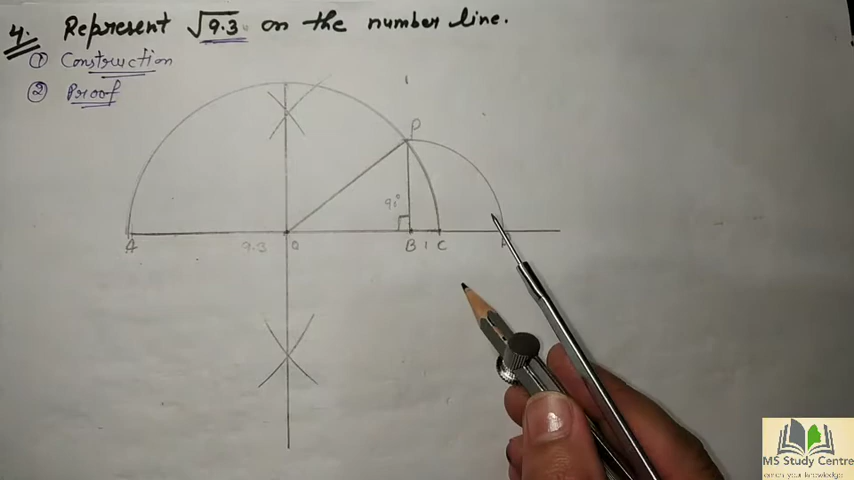 4. Represent √9.3 on the number line.
① Construction
② Proof
P
90°
A 9.3 O B 1 C
MS Study Centre